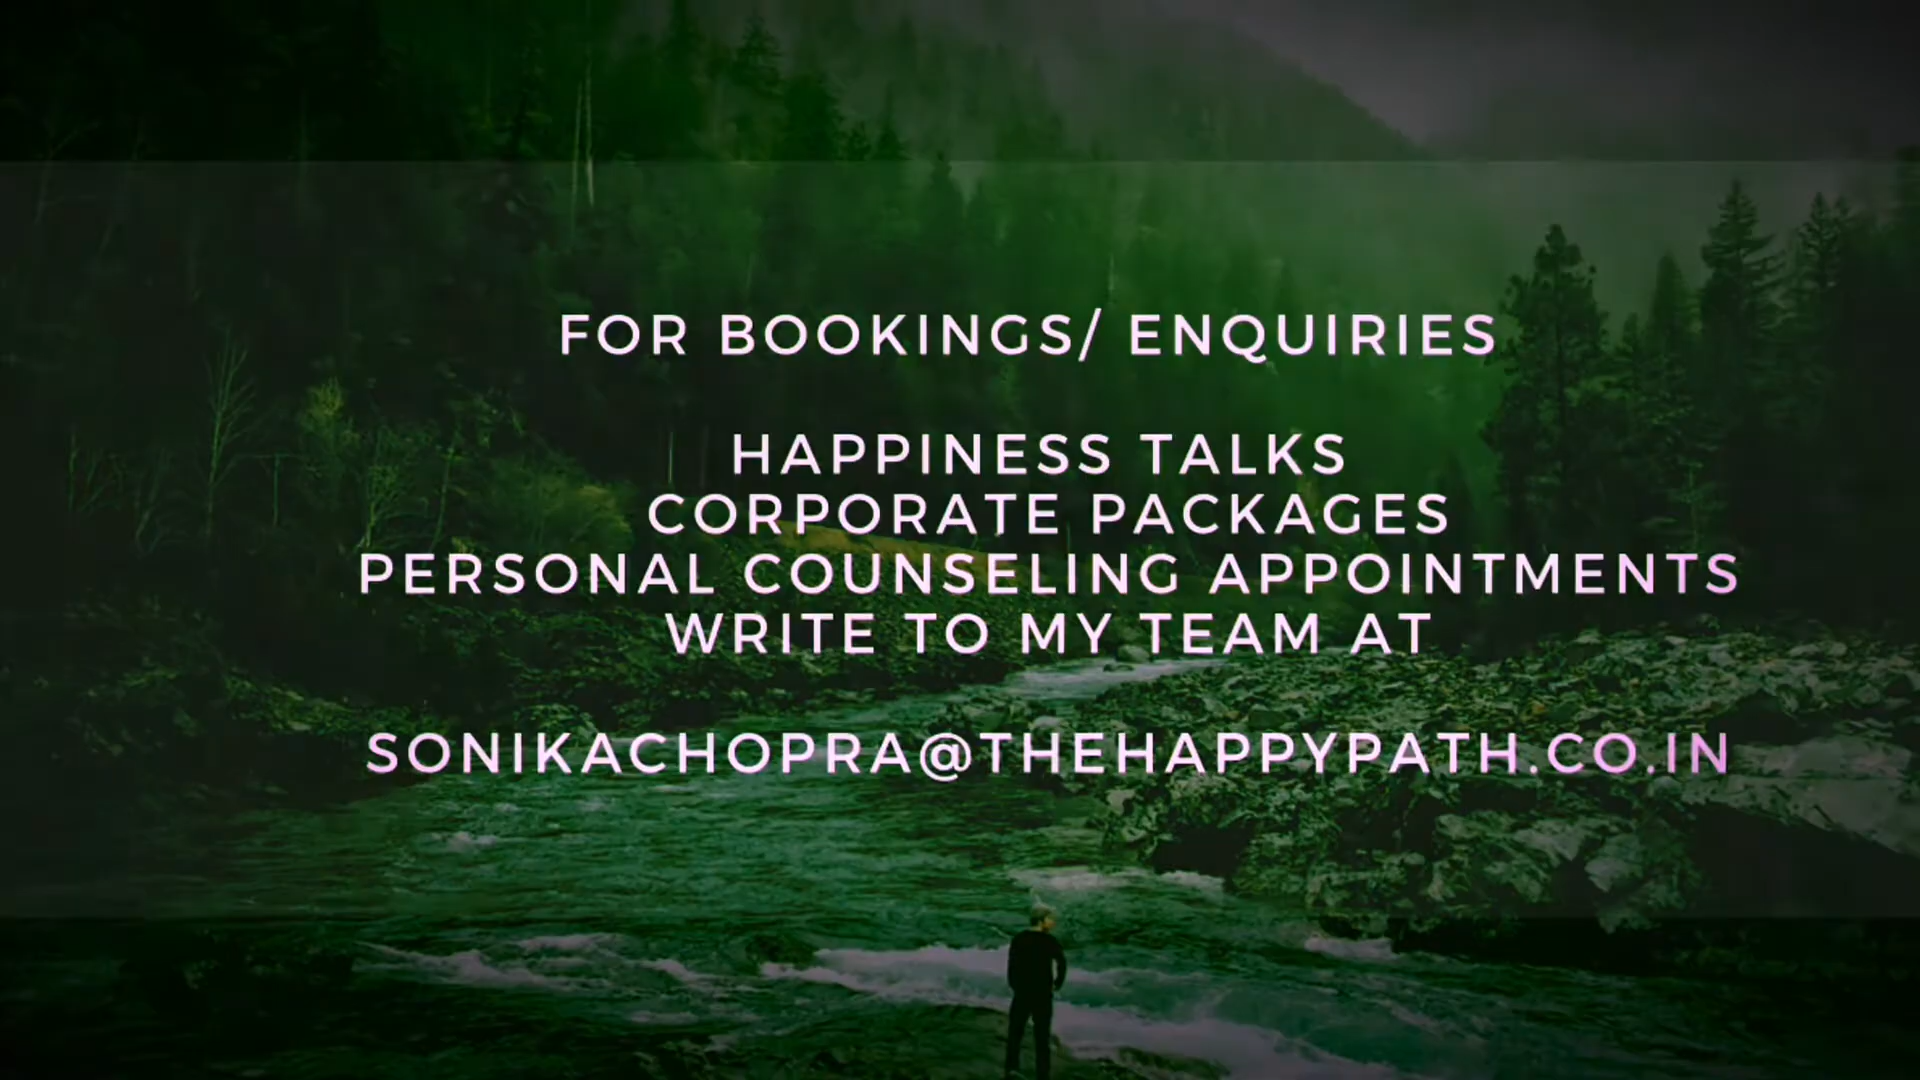 FOR BOOKINGS/ ENQUIRIES
HAPPINESS TALKS
CORPORATE PACKAGES
PERSONAL COUNSELING APPOINTMENTS
WRITE TO MY TEAM AT
SONIKACHOPRA@THEHAPPYPATH.CO.IN